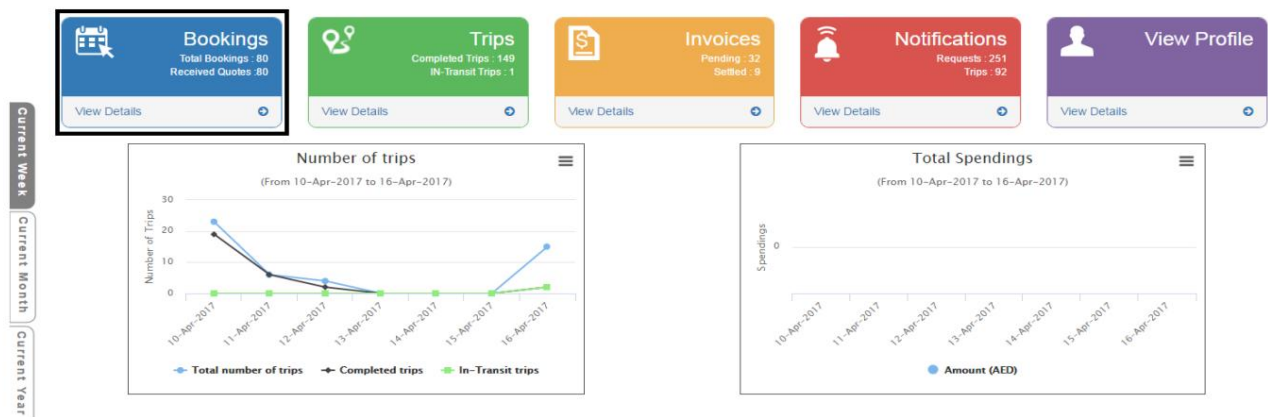 Bookings
Total Bookings : 80
Received Quotes :80
View Details
Trips
Completed Trips : 149
IN-Transit Trips : 1
View Details
Invoices
Pending : 32
Settled : 9
View Details
Notifications
Requests : 251
Trips : 92
View Details
View Profile
View Details
Current Week
Current Month
Current Year
Number of trips
(From 10-Apr-2017 to 16-Apr-2017)
Number of Trips
30
20
10
0
10-Apr-2017
11-Apr-2017
12-Apr-2017
13-Apr-2017
14-Apr-2017
15-Apr-2017
16-Apr-2017
Total number of trips
Completed trips
In-Transit trips
Total Spendings
(From 10-Apr-2017 to 16-Apr-2017)
Spendings
0
10-Apr-2017
11-Apr-2017
12-Apr-2017
13-Apr-2017
14-Apr-2017
15-Apr-2017
16-Apr-2017
Amount (AED)